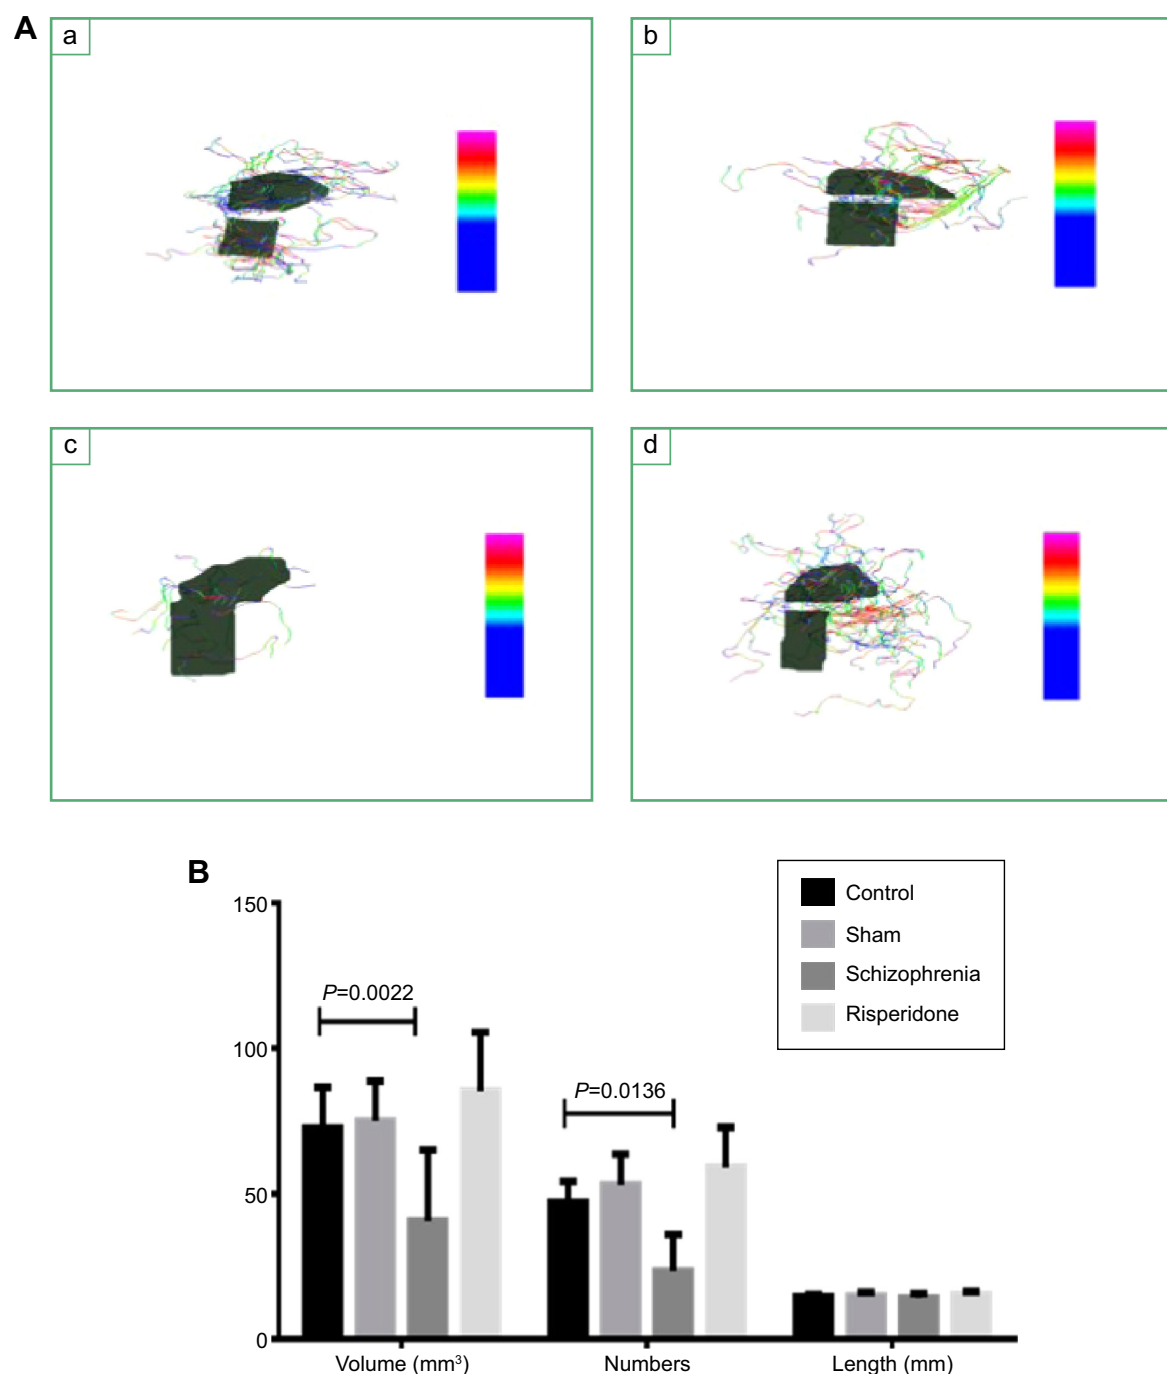 A
a
b
c
d
B
Control
Sham
Schizophrenia
Risperidone
150
100
50
0
P=0.0022
P=0.0136
Volume (mm³)
Numbers
Length (mm)